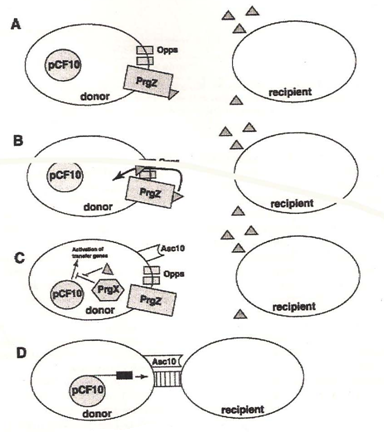 A
pCF10
Opps
PrgZ
donor
recipient
B
pCF10
PrgZ
donor
recipient
C
Activation of
transfer genes
Asc10
Opps
pCF10
PrgX
PrgZ
donor
recipient
D
Asc10
pCF10
donor
recipient